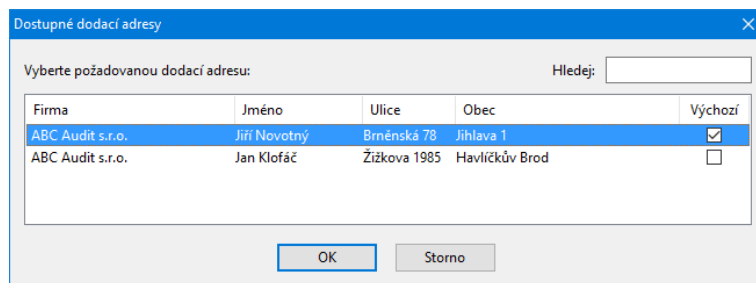 Dostupné dodací adresy
Vyberte požadovanou dodací adresu: Hledej:
Firma Jméno Ulice Obec Výchozí
ABC Audit s.r.o. Jiří Novotný Brněnská 78 Jihlava 1
ABC Audit s.r.o. Jan Klofáč Žižkova 1985 Havlíčkův Brod
OK Storno